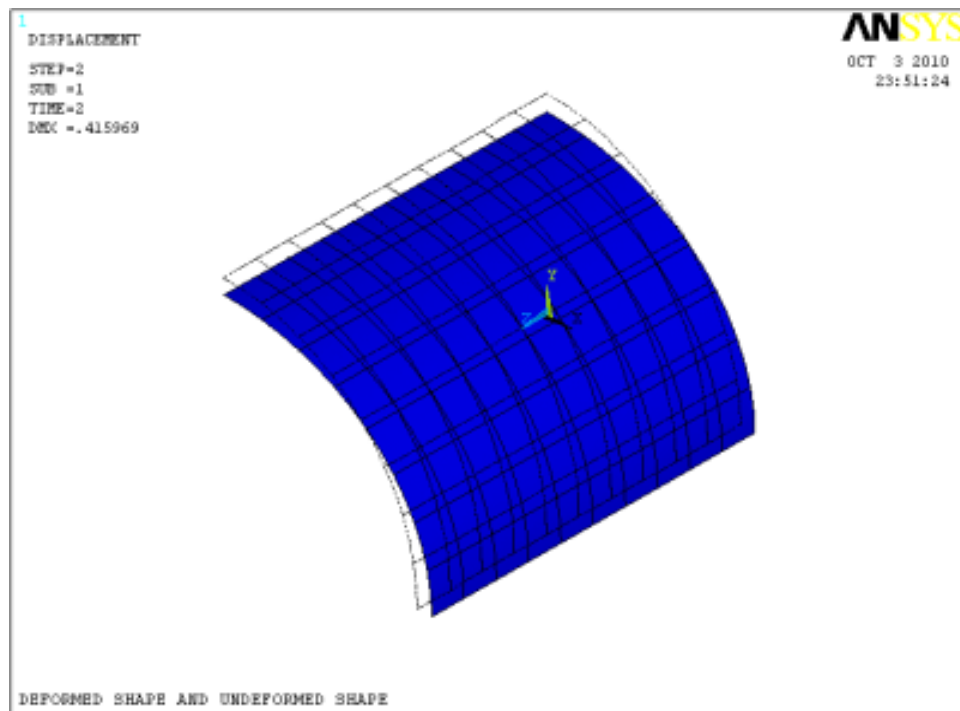 1
DISPLACEMENT
STEP=2
SUB =1
TIME=2
DMX =.415969
ANSYS
OCT 3 2010
23:51:24
Y
Z
X
DEFORMED SHAPE AND UNDEFORMED SHAPE